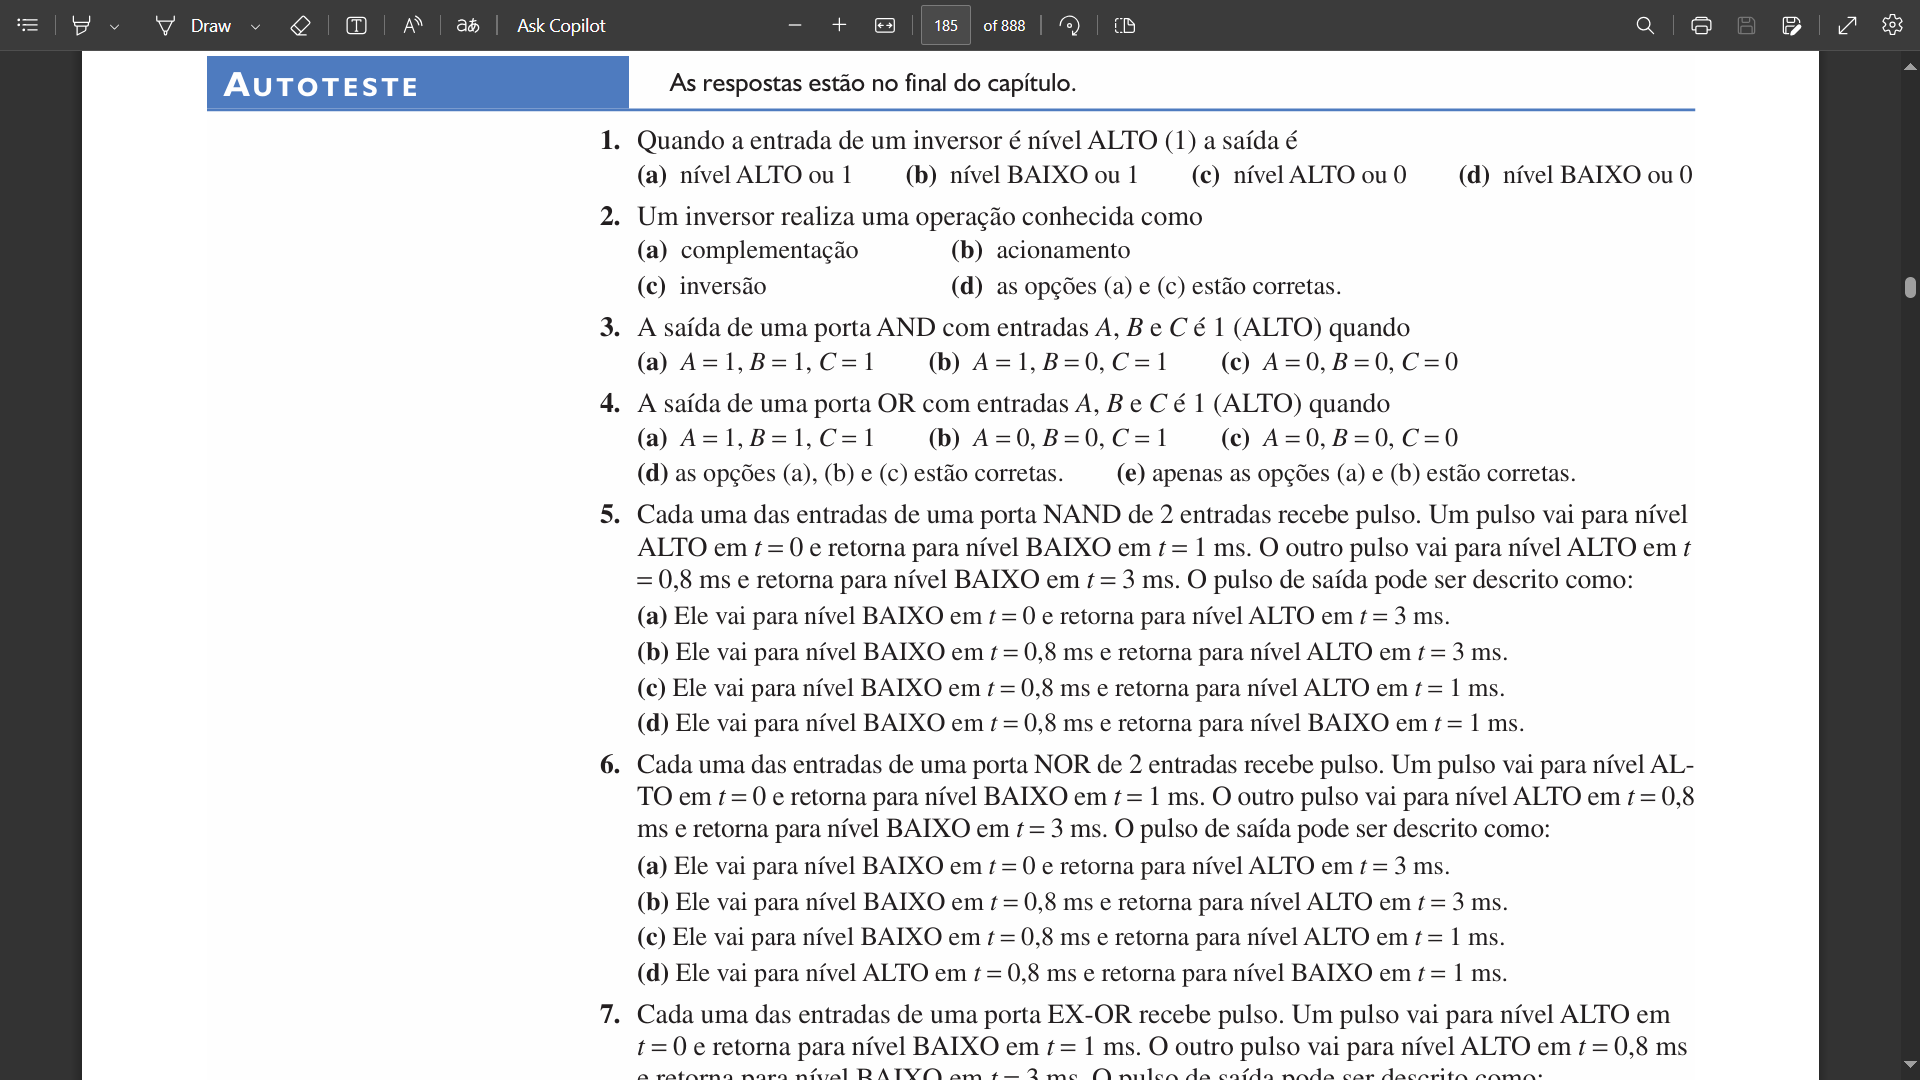 Draw
Ask Copilot
185 of 888
AUTOTESTE
As respostas estão no final do capítulo.
1. Quando a entrada de um inversor é nível ALTO (1) a saída é
(a) nível ALTO ou 1 (b) nível BAIXO ou 1 (c) nível ALTO ou 0 (d) nível BAIXO ou 0
2. Um inversor realiza uma operação conhecida como
(a) complementação (b) acionamento
(c) inversão (d) as opções (a) e (c) estão corretas.
3. A saída de uma porta AND com entradas A, B e C é 1 (ALTO) quando
(a) A = 1, B = 1, C = 1 (b) A = 1, B = 0, C = 1 (c) A = 0, B = 0, C = 0
4. A saída de uma porta OR com entradas A, B e C é 1 (ALTO) quando
(a) A = 1, B = 1, C = 1 (b) A = 0, B = 0, C = 1 (c) A = 0, B = 0, C = 0
(d) as opções (a), (b) e (c) estão corretas. (e) apenas as opções (a) e (b) estão corretas.
5. Cada uma das entradas de uma porta NAND de 2 entradas recebe pulso. Um pulso vai para nível
ALTO em t = 0 e retorna para nível BAIXO em t = 1 ms. O outro pulso vai para nível ALTO em t
= 0,8 ms e retorna para nível BAIXO em t = 3 ms. O pulso de saída pode ser descrito como:
(a) Ele vai para nível BAIXO em t = 0 e retorna para nível ALTO em t = 3 ms.
(b) Ele vai para nível BAIXO em t = 0,8 ms e retorna para nível ALTO em t = 3 ms.
(c) Ele vai para nível BAIXO em t = 0,8 ms e retorna para nível ALTO em t = 1 ms.
(d) Ele vai para nível BAIXO em t = 0,8 ms e retorna para nível BAIXO em t = 1 ms.
6. Cada uma das entradas de uma porta NOR de 2 entradas recebe pulso. Um pulso vai para nível AL-
TO em t = 0 e retorna para nível BAIXO em t = 1 ms. O outro pulso vai para nível ALTO em t = 0,8
ms e retorna para nível BAIXO em t = 3 ms. O pulso de saída pode ser descrito como:
(a) Ele vai para nível BAIXO em t = 0 e retorna para nível ALTO em t = 3 ms.
(b) Ele vai para nível BAIXO em t = 0,8 ms e retorna para nível ALTO em t = 3 ms.
(c) Ele vai para nível BAIXO em t = 0,8 ms e retorna para nível ALTO em t = 1 ms.
(d) Ele vai para nível ALTO em t = 0,8 ms e retorna para nível BAIXO em t = 1 ms.
7. Cada uma das entradas de uma porta EX-OR recebe pulso. Um pulso vai para nível ALTO em
t = 0 e retorna para nível BAIXO em t = 1 ms. O outro pulso vai para nível ALTO em t = 0,8 ms
e retorna para nível BAIXO em t = 3 ms. O pulso de saída pode ser descrito como: